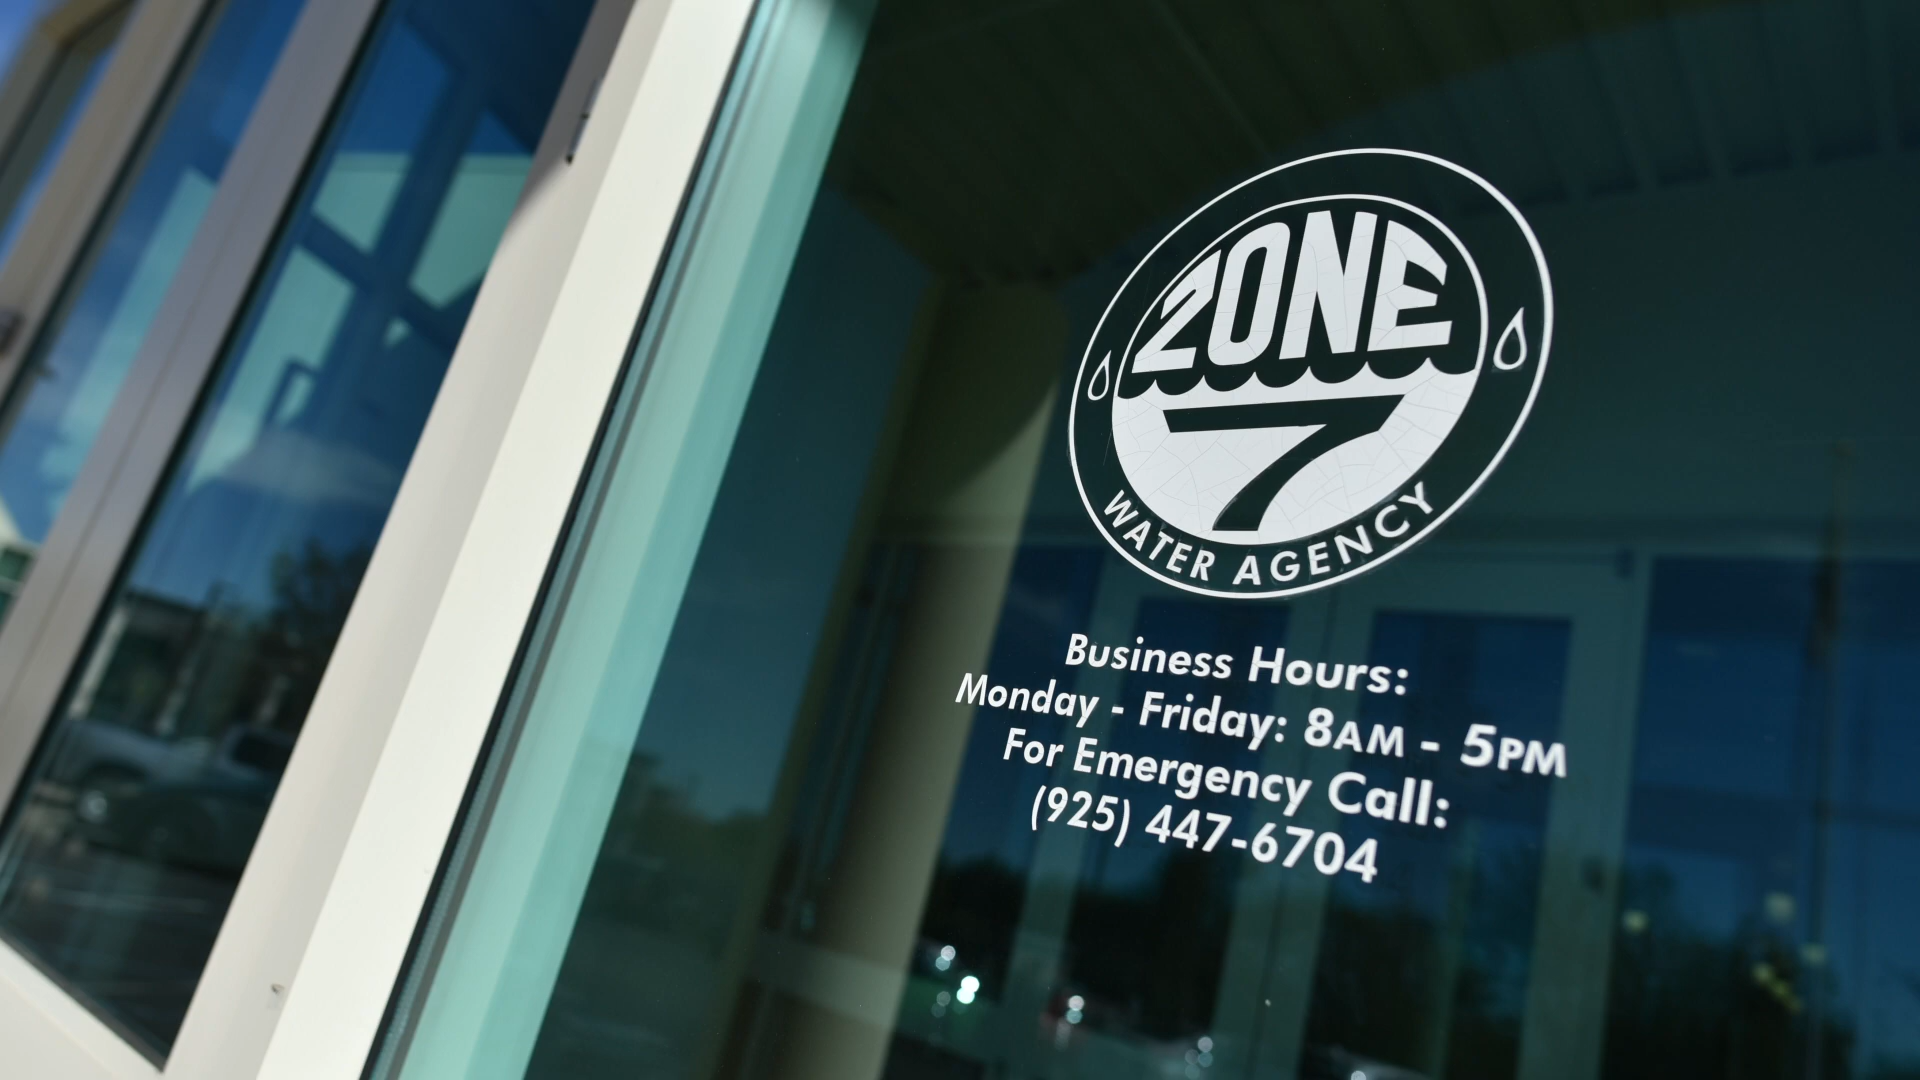 ZONE
7
WATER AGENCY
Business Hours:
Monday - Friday: 8AM - 5PM
For Emergency Call:
(925) 447-6704